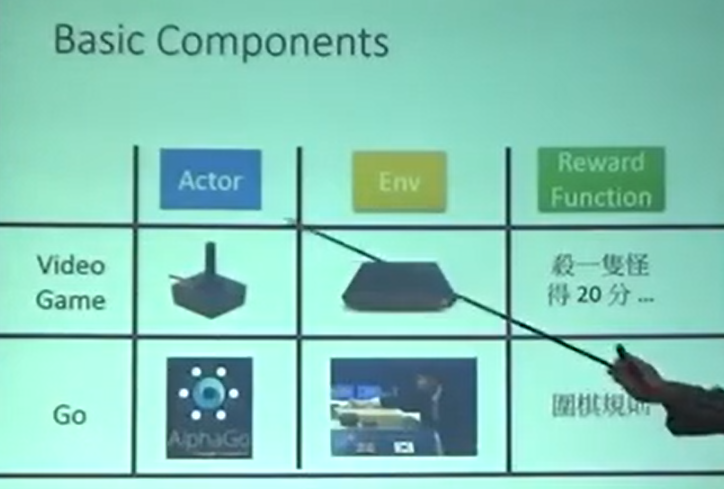 Basic Components
Actor
Env
Reward
Function
Video
Game
殺一隻怪
得 20 分 ...
Go
AlphaGo
圍棋規則